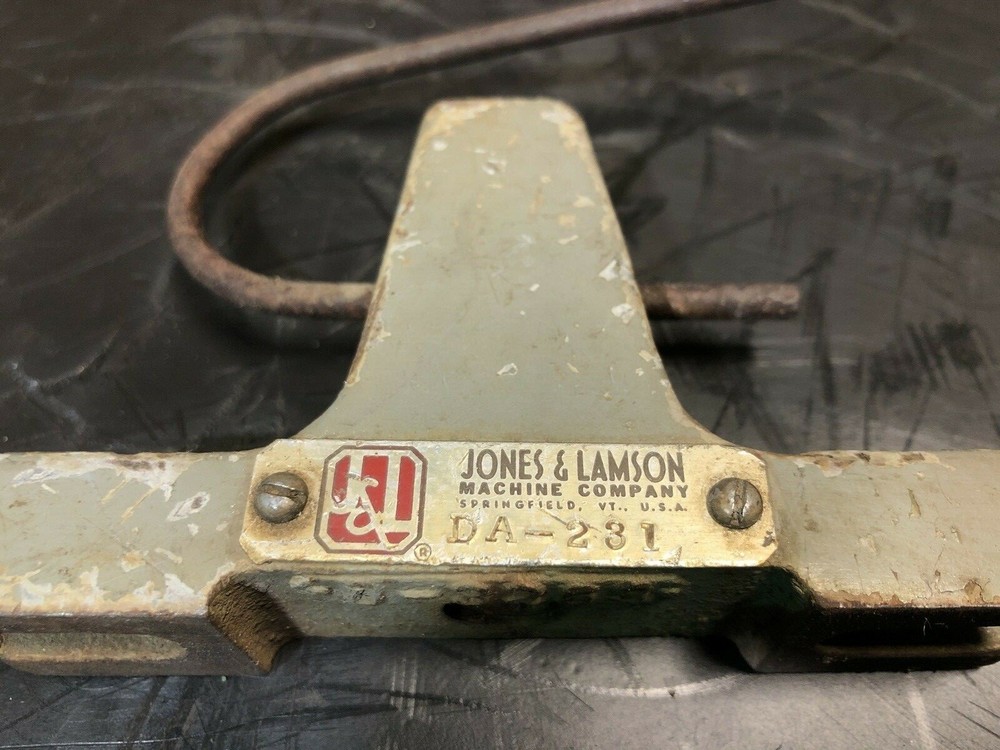 J&L
JONES & LAMSON
MACHINE COMPANY
SPRINGFIELD, VT., U.S.A.
®
DA-231